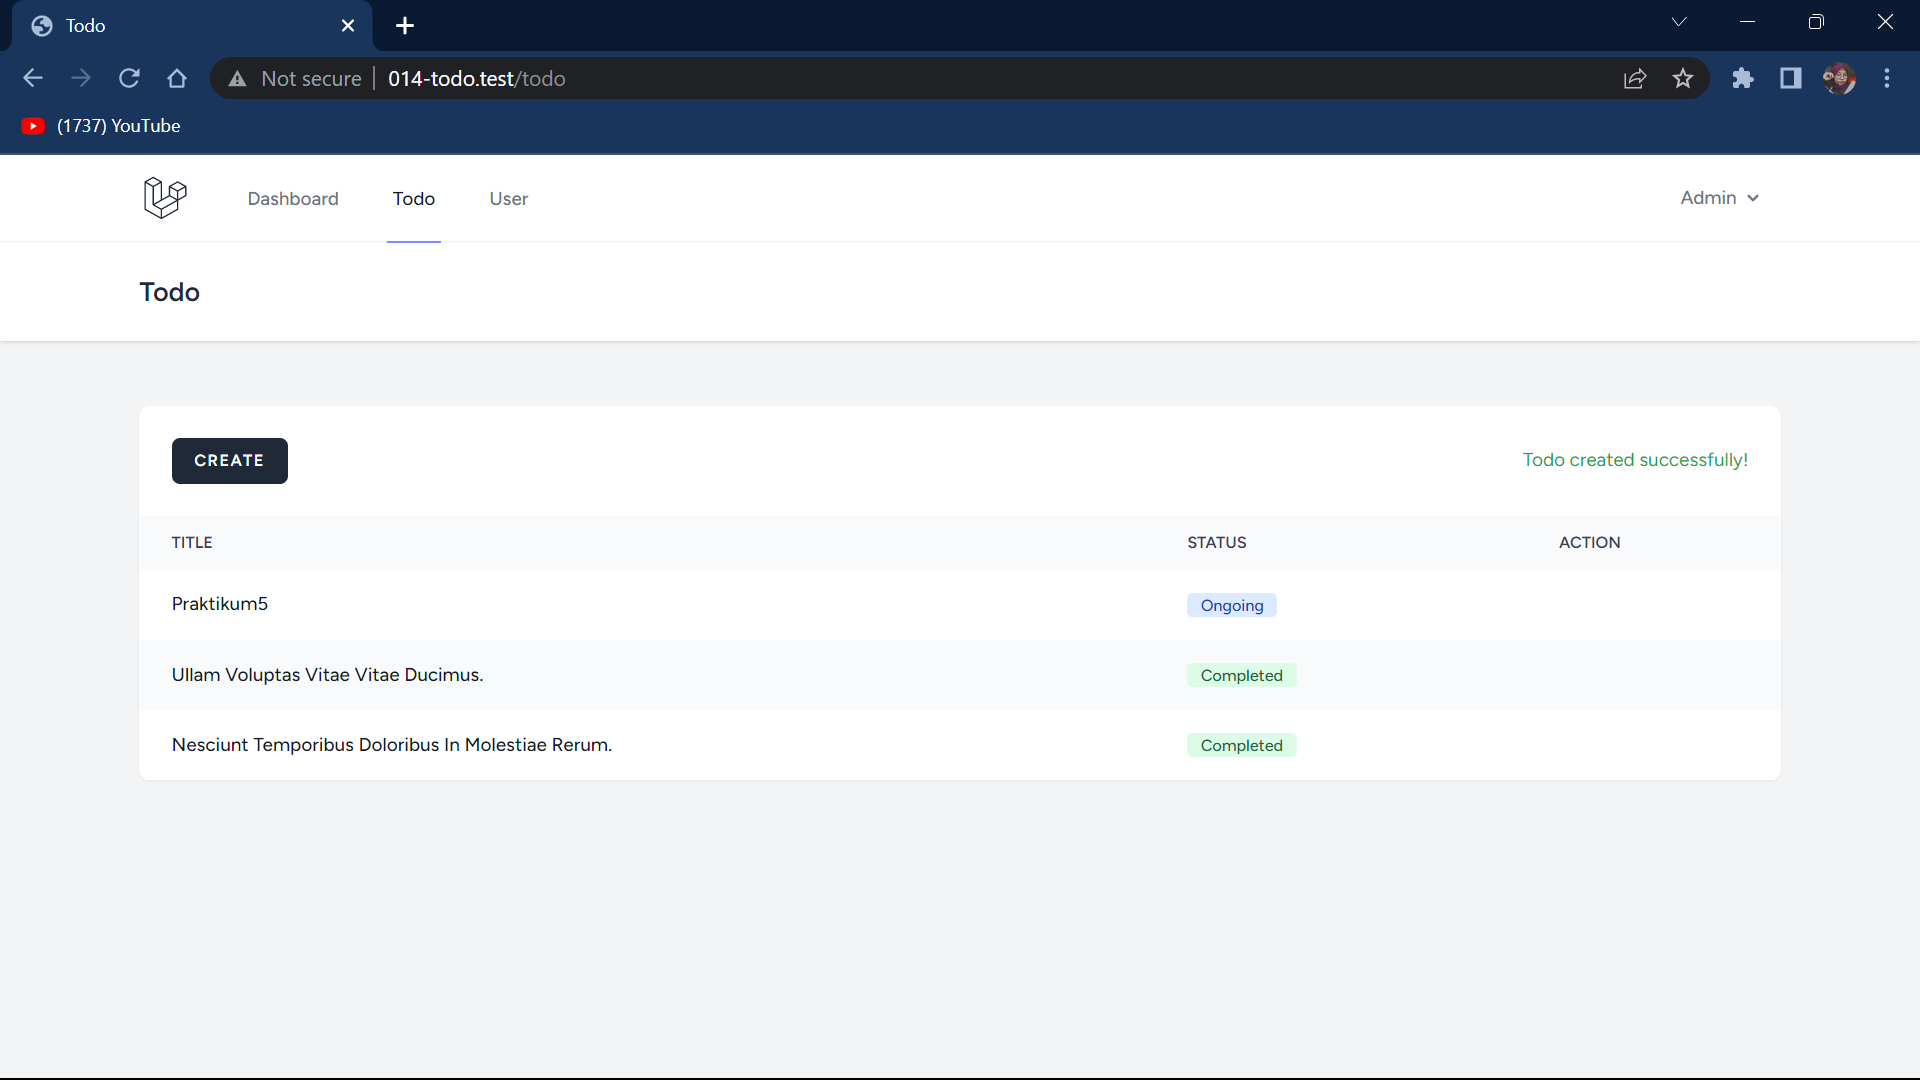 Todo
Not secure 014-todo.test/todo
(1737) YouTube
Dashboard Todo User Admin
Todo
CREATE Todo created successfully!
TITLE STATUS ACTION
Praktikum5 Ongoing
Ullam Voluptas Vitae Vitae Ducimus. Completed
Nesciunt Temporibus Doloribus In Molestiae Rerum. Completed